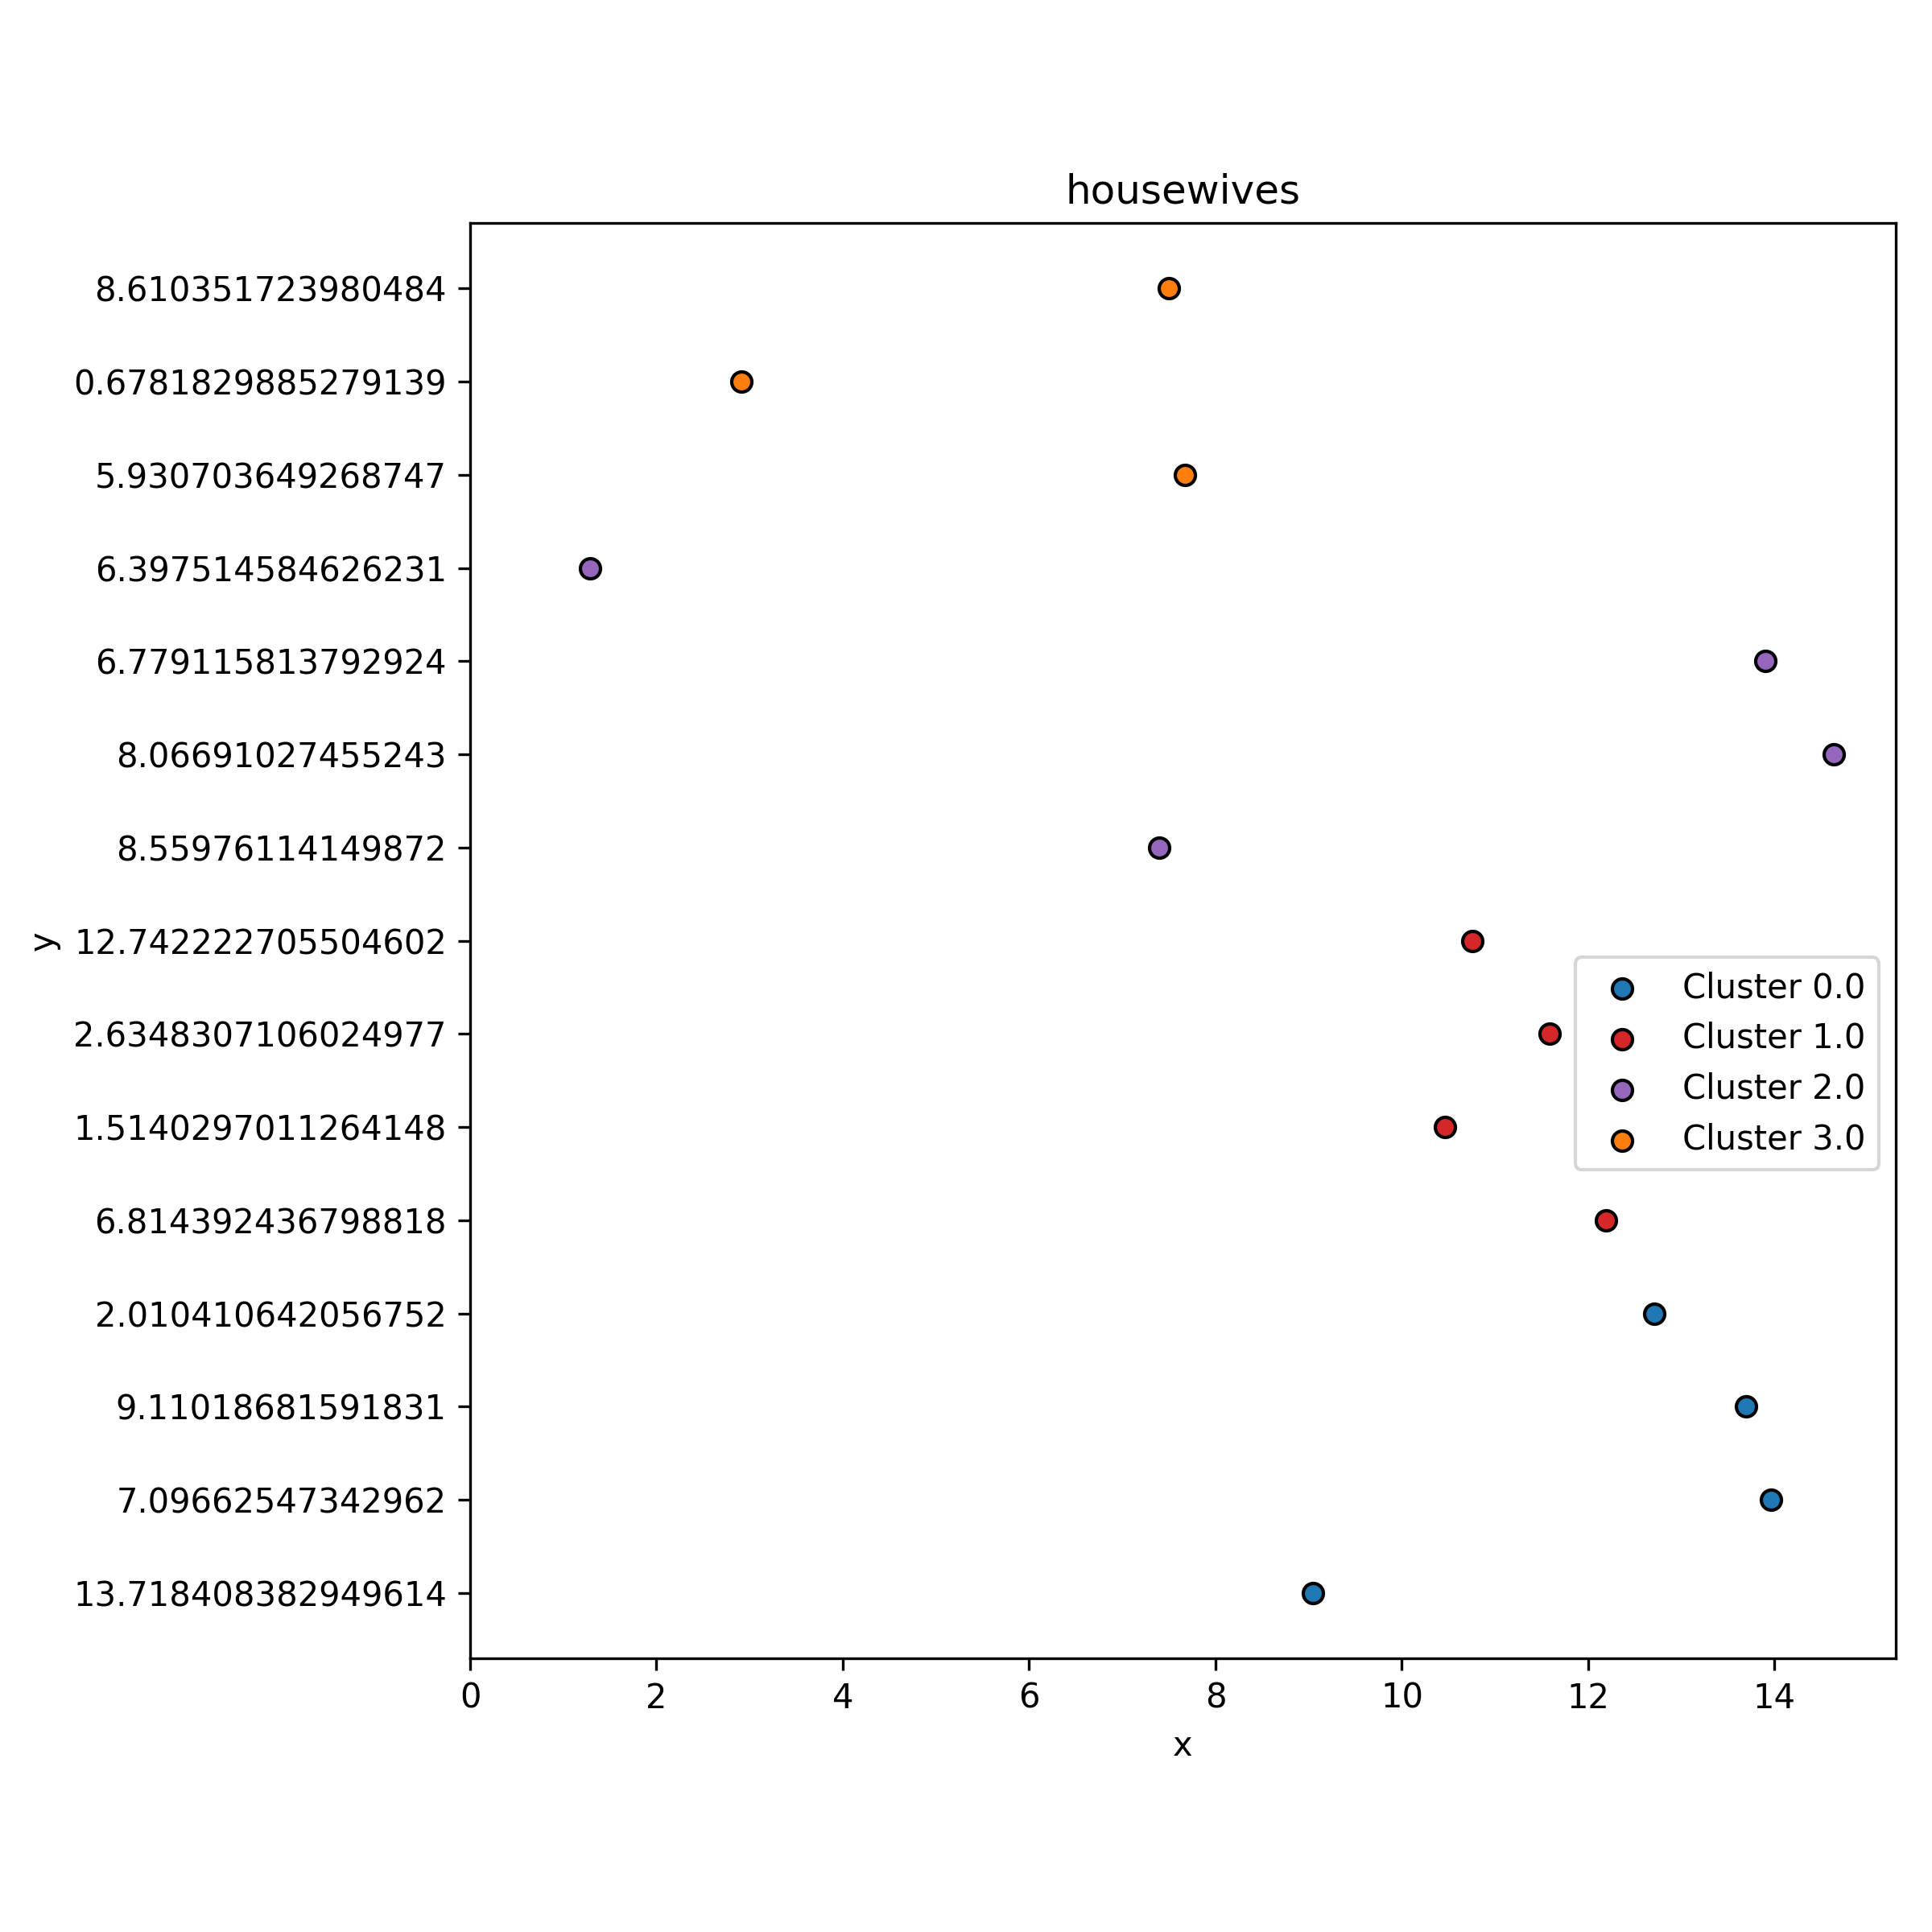 housewives
8.610351723980484
0.6781829885279139
5.930703649268747
6.397514584626231
6.779115813792924
8.06691027455243
8.55976114149872
y
12.742222705504602
2.6348307106024977
1.5140297011264148
6.814392436798818
2.010410642056752
9.11018681591831
7.09662547342962
13.718408382949614
Cluster 0.0
Cluster 1.0
Cluster 2.0
Cluster 3.0
0 2 4 6 8 10 12 14
x